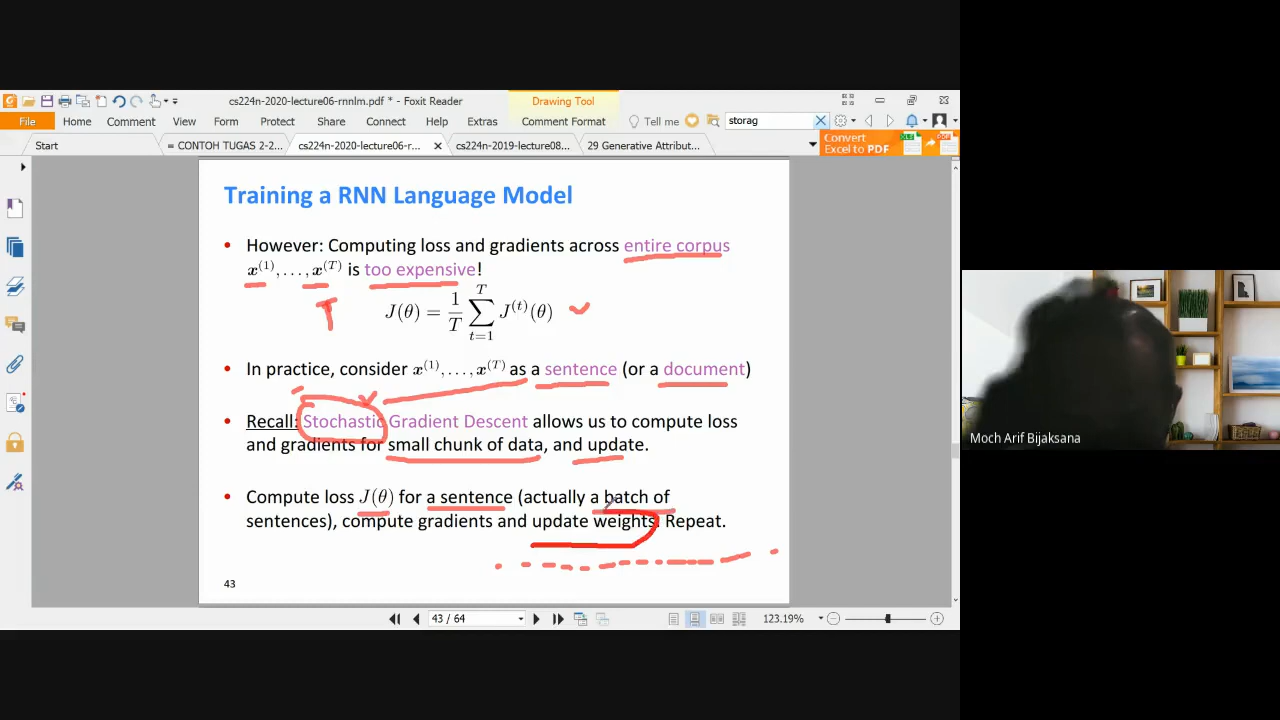 cs224n-2020-lecture06-rnnlm.pdf * - Foxit Reader
Drawing Tool
File Home Comment View Form Protect Share Connect Help Extras Comment Format Tell me storag
Start
= CONTOH TUGAS 2-2...
cs224n-2020-lecture06-r...
cs224n-2019-lecture08...
29 Generative Attribut...
Convert
Excel to PDF
Training a RNN Language Model
• However: Computing loss and gradients across entire corpus
x^(1), . . . , x^(T) is too expensive!
T
J(θ) = 1/T ∑_{t=1}^{T} J^(t)(θ)
• In practice, consider x^(1), . . . , x^(T) as a sentence (or a document)
• Recall: Stochastic Gradient Descent allows us to compute loss
and gradients for small chunk of data, and update.
• Compute loss J(θ) for a sentence (actually a batch of
sentences), compute gradients and update weights. Repeat.
43
43 / 64
123.19%
Moch Arif Bijaksana